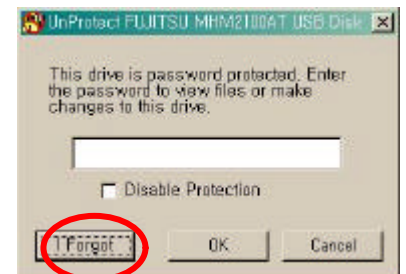 UnProtect FUJITSU MHM2100AT USB Disk
This drive is password protected. Enter
the password to view files or make
changes to this drive.
Disable Protection
I Forgot
OK
Cancel